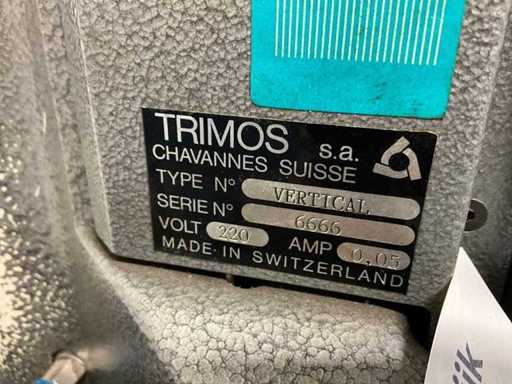 TRIMOS s.a.
CHAVANNES SUISSE
TYPE N° VERTICAL
SERIE N° 6666
VOLT 220 AMP 0,05
MADE·IN SWITZERLAND